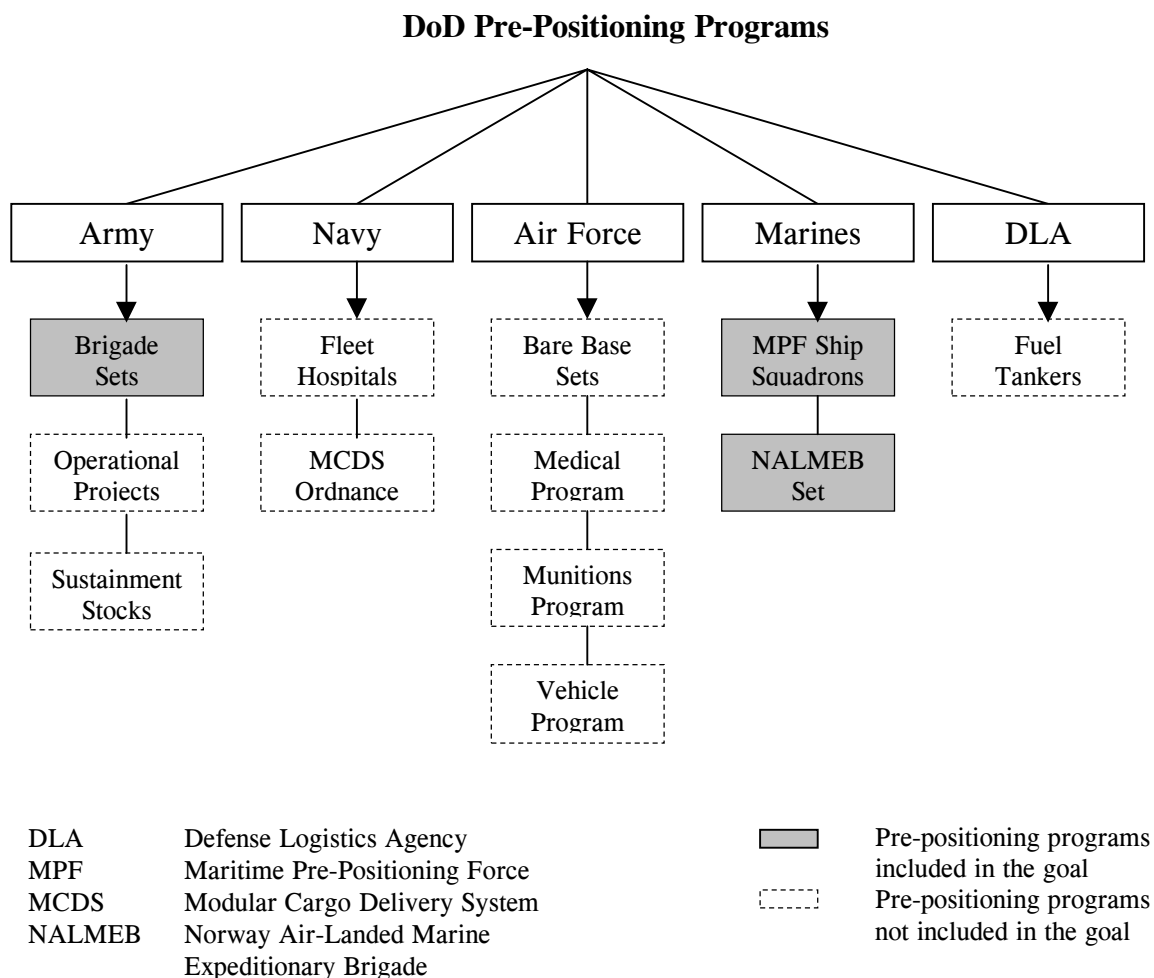 DoD Pre-Positioning Programs
Army
Navy
Air Force
Marines
DLA
Brigade
Sets
Fleet
Hospitals
Bare Base
Sets
MPF Ship
Squadrons
Fuel
Tankers
Operational
Projects
MCDS
Ordnance
Medical
Program
NALMEB
Set
Sustainment
Stocks
Munitions
Program
Vehicle
Program
DLA Defense Logistics Agency
MPF Maritime Pre-Positioning Force
MCDS Modular Cargo Delivery System
NALMEB Norway Air-Landed Marine
Expeditionary Brigade
Pre-positioning programs
included in the goal
Pre-positioning programs
not included in the goal